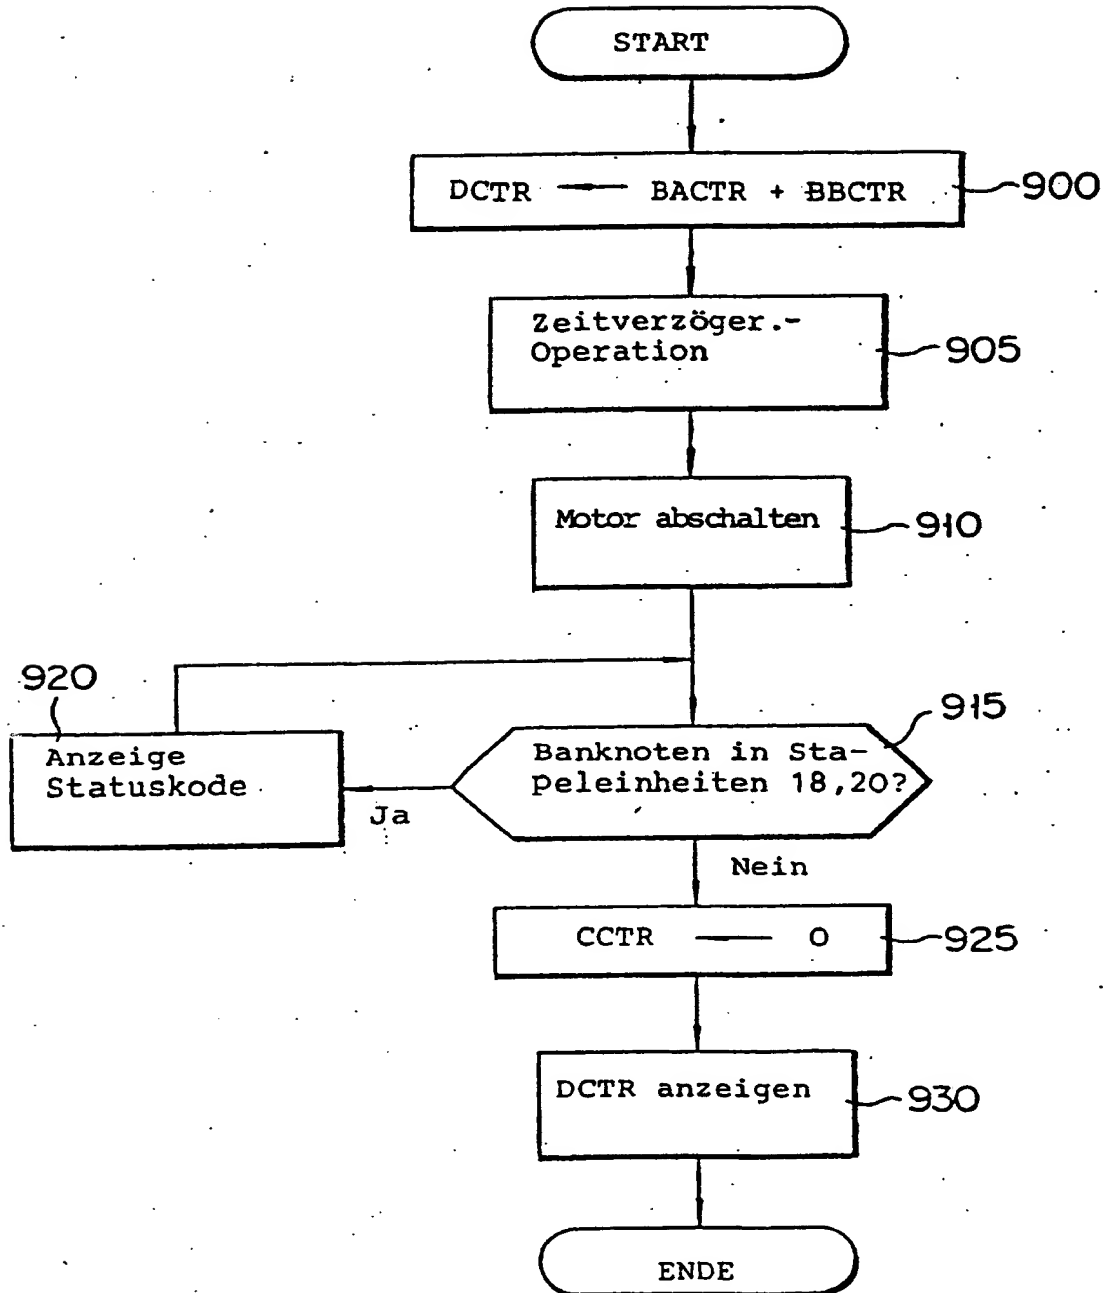 START
DCTR ← BACTR + BBCTR
900
Zeitverzöger.-
Operation
905
Motor abschalten
910
920
915
Anzeige
Statuskode
Banknoten in Sta-
peleinheiten 18,20?
Ja
Nein
CCTR — 0
925
DCTR anzeigen
930
ENDE